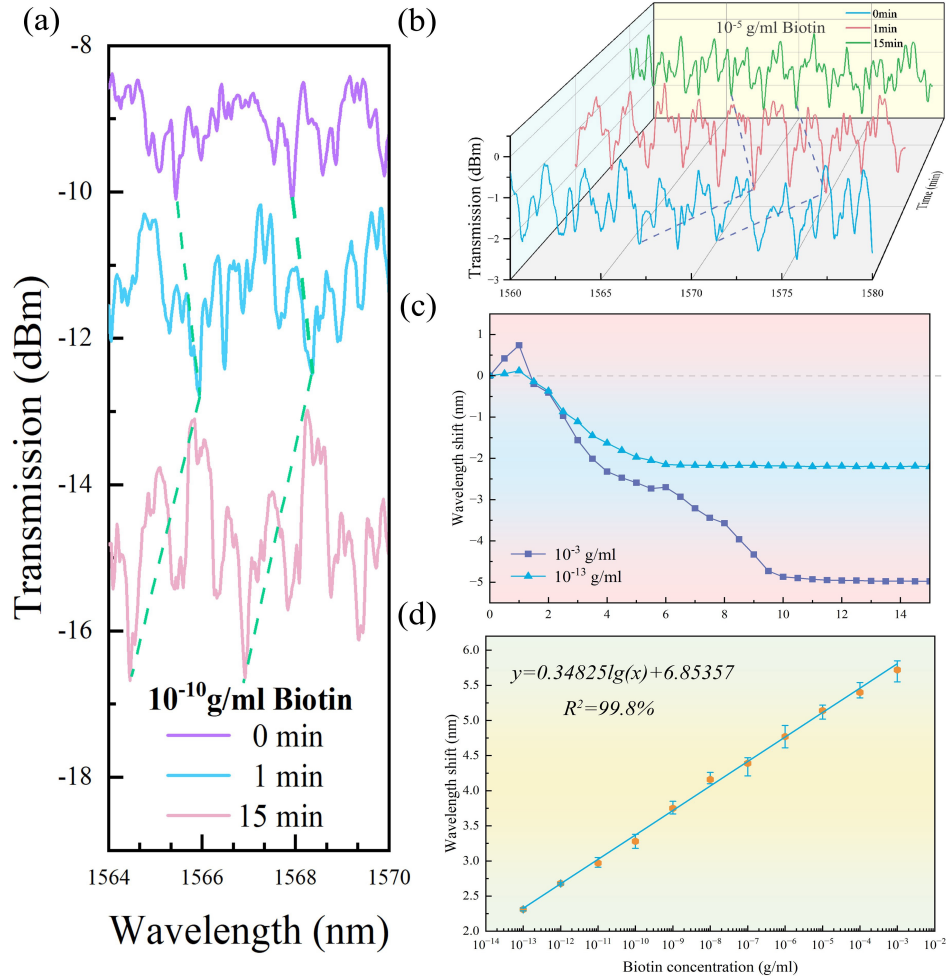 (a)
-8
-10
-12
-14
-16
-18
Transmission (dBm)
10⁻¹⁰g/ml Biotin
0 min
1 min
15 min
1564
1566
1568
1570
Wavelength (nm)
(b)
10⁻⁵ g/ml Biotin
0min
1min
15min
0
−1
−2
−3
Transmission (dBm)
Time (min)
1560
1565
1570
1575
1580
(c)
1
0
−1
−2
−3
−4
−5
Wavelength shift (nm)
10⁻³ g/ml
10⁻¹³ g/ml
0
2
4
6
8
10
12
14
(d)
6.0
5.5
5.0
4.5
4.0
3.5
3.0
2.5
2.0
Wavelength shift (nm)
y=0.34825lg(x)+6.85357
R²=99.8%
10⁻¹⁴
10⁻¹³
10⁻¹²
10⁻¹¹
10⁻¹⁰
10⁻⁹
10⁻⁸
10⁻⁷
10⁻⁶
10⁻⁵
10⁻⁴
10⁻³
10⁻²
Biotin concentration (g/ml)